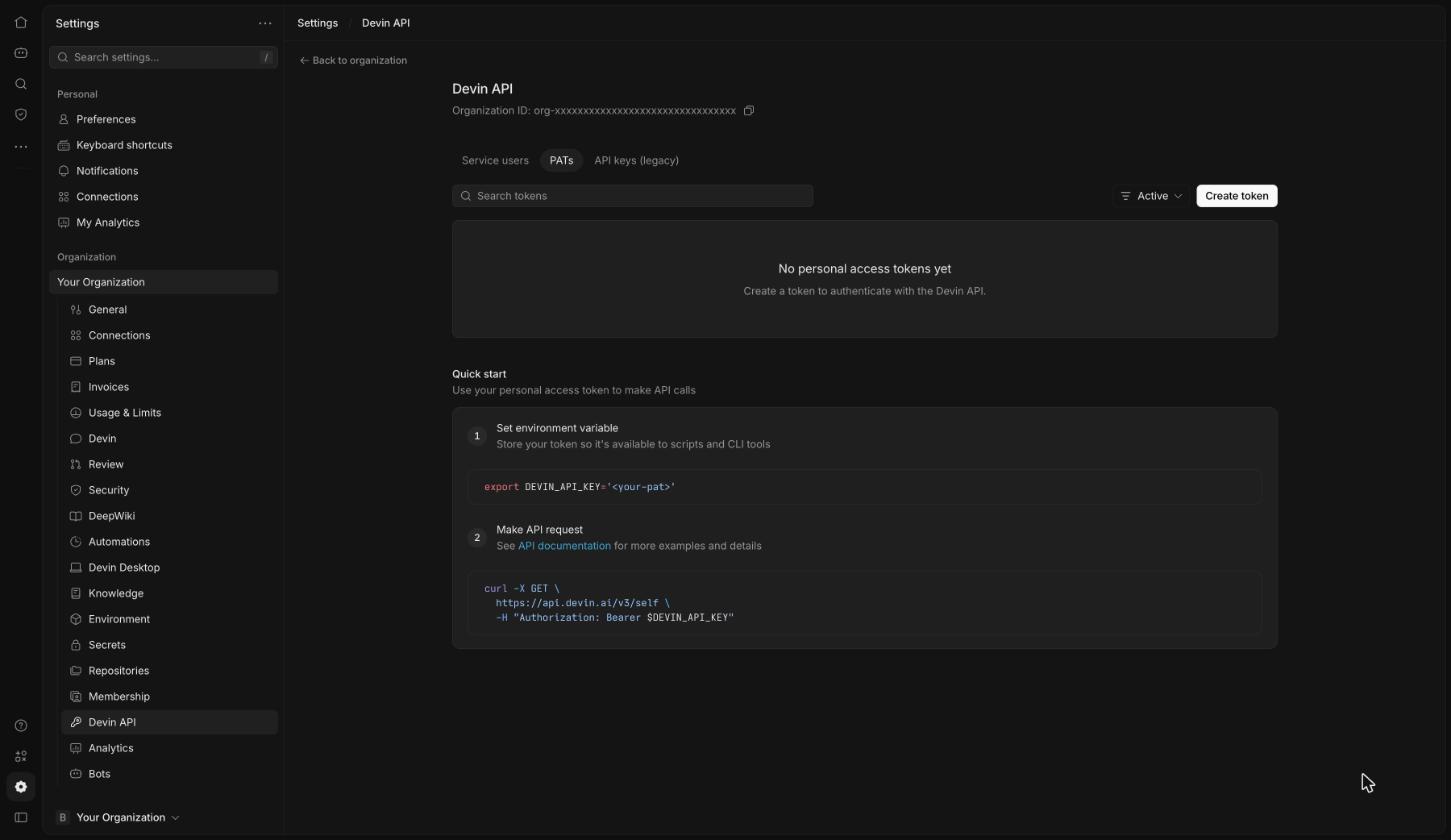 Settings
Search settings... /
Personal
Preferences
Keyboard shortcuts
Notifications
Connections
My Analytics
Organization
Your Organization
General
Connections
Plans
Invoices
Usage & Limits
Devin
Review
Security
DeepWiki
Automations
Devin Desktop
Knowledge
Environment
Secrets
Repositories
Membership
Devin API
Analytics
Bots
B Your Organization
Settings / Devin API
← Back to organization
Devin API
Organization ID: org-xxxxxxxxxxxxxxxxxxxxxxxxxxxxxxxx
Service users PATs API keys (legacy)
Search tokens Active Create token
No personal access tokens yet
Create a token to authenticate with the Devin API.
Quick start
Use your personal access token to make API calls
1 Set environment variable
Store your token so it's available to scripts and CLI tools
export DEVIN_API_KEY='<your-pat>'
2 Make API request
See API documentation for more examples and details
curl -X GET \
https://api.devin.ai/v3/self \
-H "Authorization: Bearer $DEVIN_API_KEY"